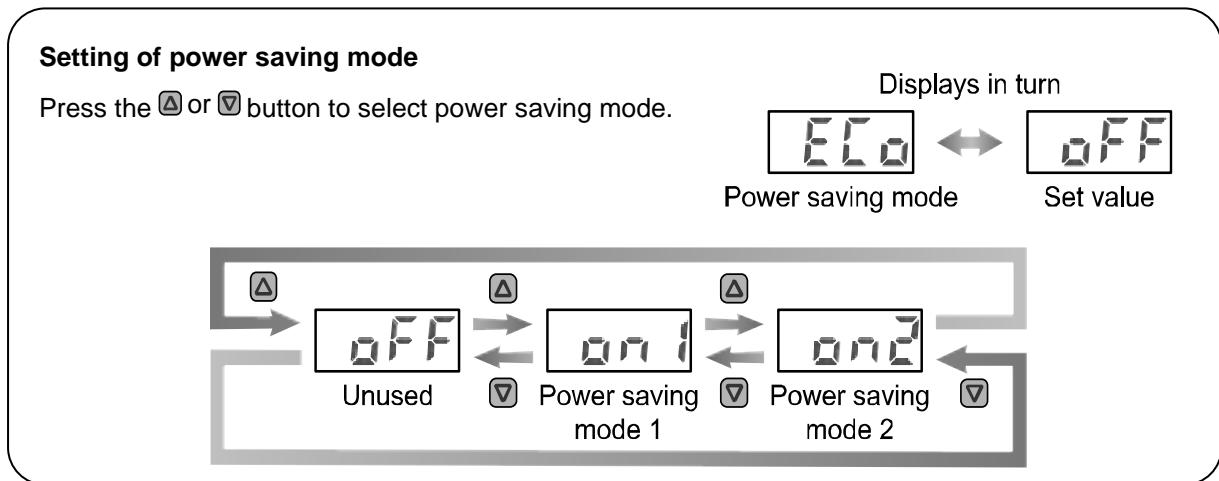 Setting of power saving mode
Press the or button to select power saving mode.
Displays in turn
ECo oFF
Power saving mode Set value
oFF on1 on2
Unused Power saving Power saving
mode 1 mode 2